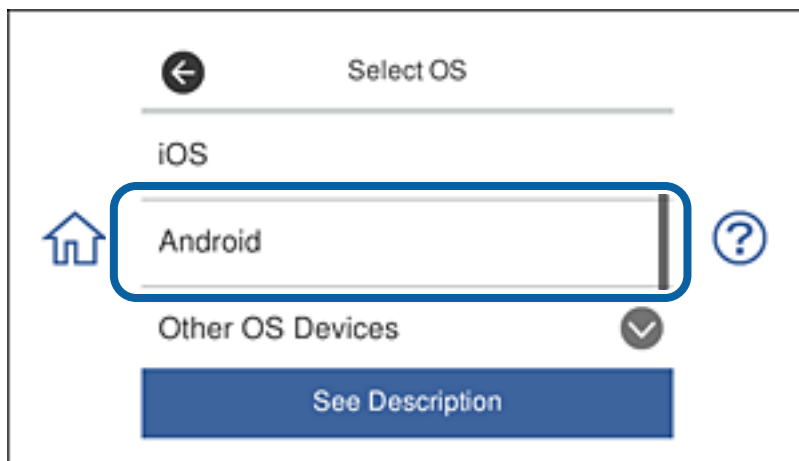 Select OS
iOS
Android
?
Other OS Devices
See Description